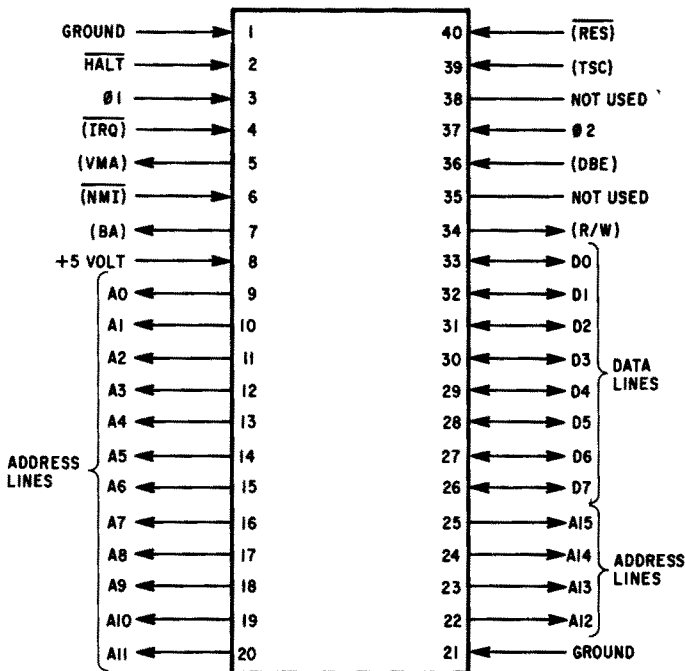 GROUND 1 40 (RES)
HALT 2 39 (TSC)
Ø1 3 38 NOT USED
(IRQ) 4 37 Ø2
(VMA) 5 36 (DBE)
(NMI) 6 35 NOT USED
(BA) 7 34 (R/W)
+5 VOLT 8 33 D0
A0 9 32 D1
A1 10 31 D2
A2 11 30 D3
A3 12 29 D4
A4 13 28 D5
A5 14 27 D6
A6 15 26 D7
A7 16 25 A15
A8 17 24 A14
A9 18 23 A13
A10 19 22 A12
A11 20 21 GROUND
ADDRESS
LINES
DATA
LINES
ADDRESS
LINES